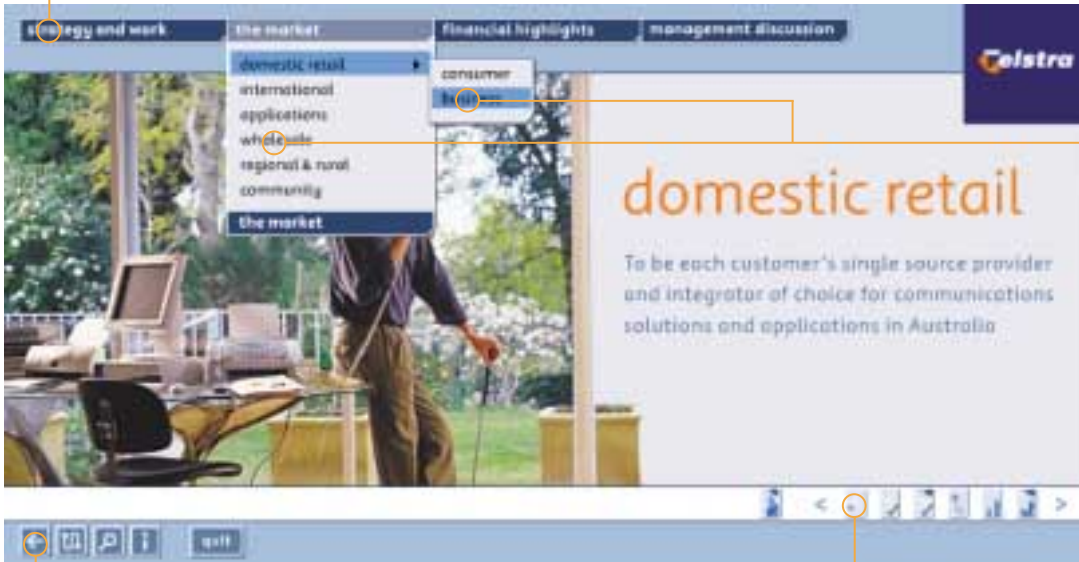 strategy and work
the market
financial highlights
management discussion
Telstra
domestic retail
international
applications
wholesale
regional & rural
community
the market
consumer
business
domestic retail
To be each customer's single source provider
and integrator of choice for communications
solutions and applications in Australia
< >
quit